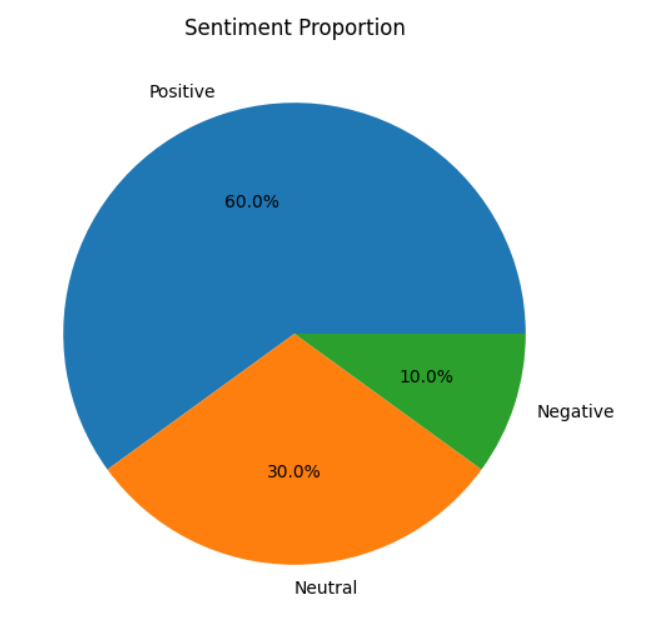 Sentiment Proportion
Positive
60.0%
10.0%
Negative
30.0%
Neutral